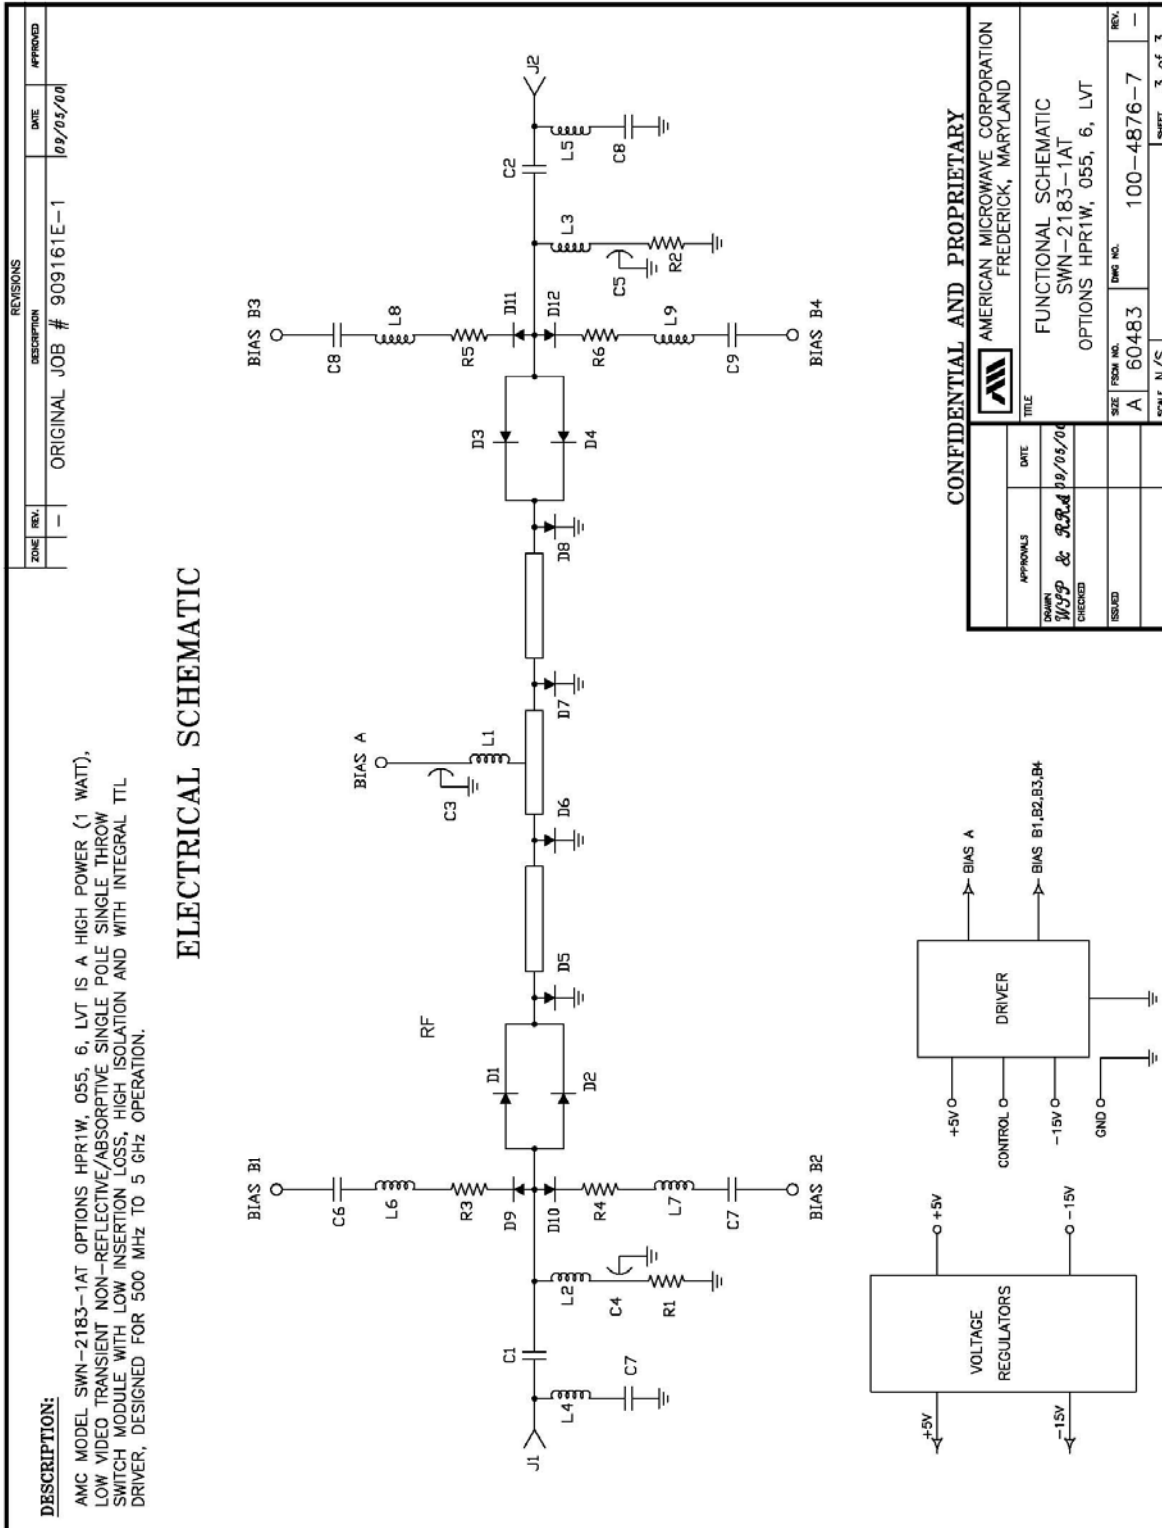 DESCRIPTION:
AMC MODEL SWN-2183-1AT OPTIONS HPR1W, 055, 6, LVT IS A HIGH POWER (1 WATT),
LOW VIDEO TRANSIENT NON-REFLECTIVE/ABSORPTIVE SINGLE POLE SINGLE THROW
SWITCH MODULE WITH LOW INSERTION LOSS, HIGH ISOLATION AND WITH INTEGRAL TTL
DRIVER, DESIGNED FOR 500 MHz TO 5 GHz OPERATION.
REVISIONS
ZONE REV. DESCRIPTION DATE APPROVED
— ORIGINAL JOB # 909161E-1 09/05/00
ELECTRICAL SCHEMATIC
BIAS B1
BIAS A
BIAS B3
C6
C8
L6
L8
C3
L1
R3
R5
RF
D9
D1
D3
D11
C1
C2
J1
J2
D10
D2
D5
D6
D7
D8
D4
D12
L4
L2
L3
L5
C7
C4
R1
R4
R6
C5
R2
C8
L7
L9
C7
C9
BIAS B2
BIAS B4
+5V
-15V
VOLTAGE
REGULATORS
+5V
-15V
+5V
CONTROL
-15V
GND
DRIVER
BIAS A
BIAS B1,B2,B3,B4
CONFIDENTIAL AND PROPRIETARY
AMERICAN MICROWAVE CORPORATION
FREDERICK, MARYLAND
TITLE
FUNCTIONAL SCHEMATIC
SWN-2183-1AT
OPTIONS HPR1W, 055, 6, LVT
APPROVALS DATE
DRAWN
WSP & RRA 09/05/00
CHECKED
ISSUED
SIZE FSCM NO. DWG NO. REV.
A 60483 100-4876-7 —
SCALE N/S SHEET 3 of 3